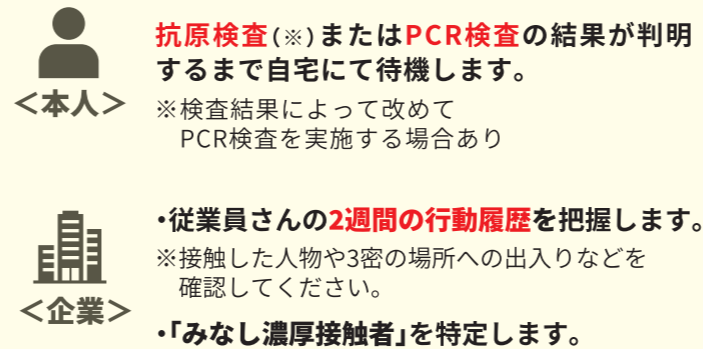 抗原検査(※)またはPCR検査の結果が判明
するまで自宅にて待機します。
<本人>
※検査結果によって改めて
PCR検査を実施する場合あり
・従業員さんの2週間の行動履歴を把握します。
※接触した人物や3密の場所への出入りなどを
確認してください。
<企業>
・「みなし濃厚接触者」を特定します。